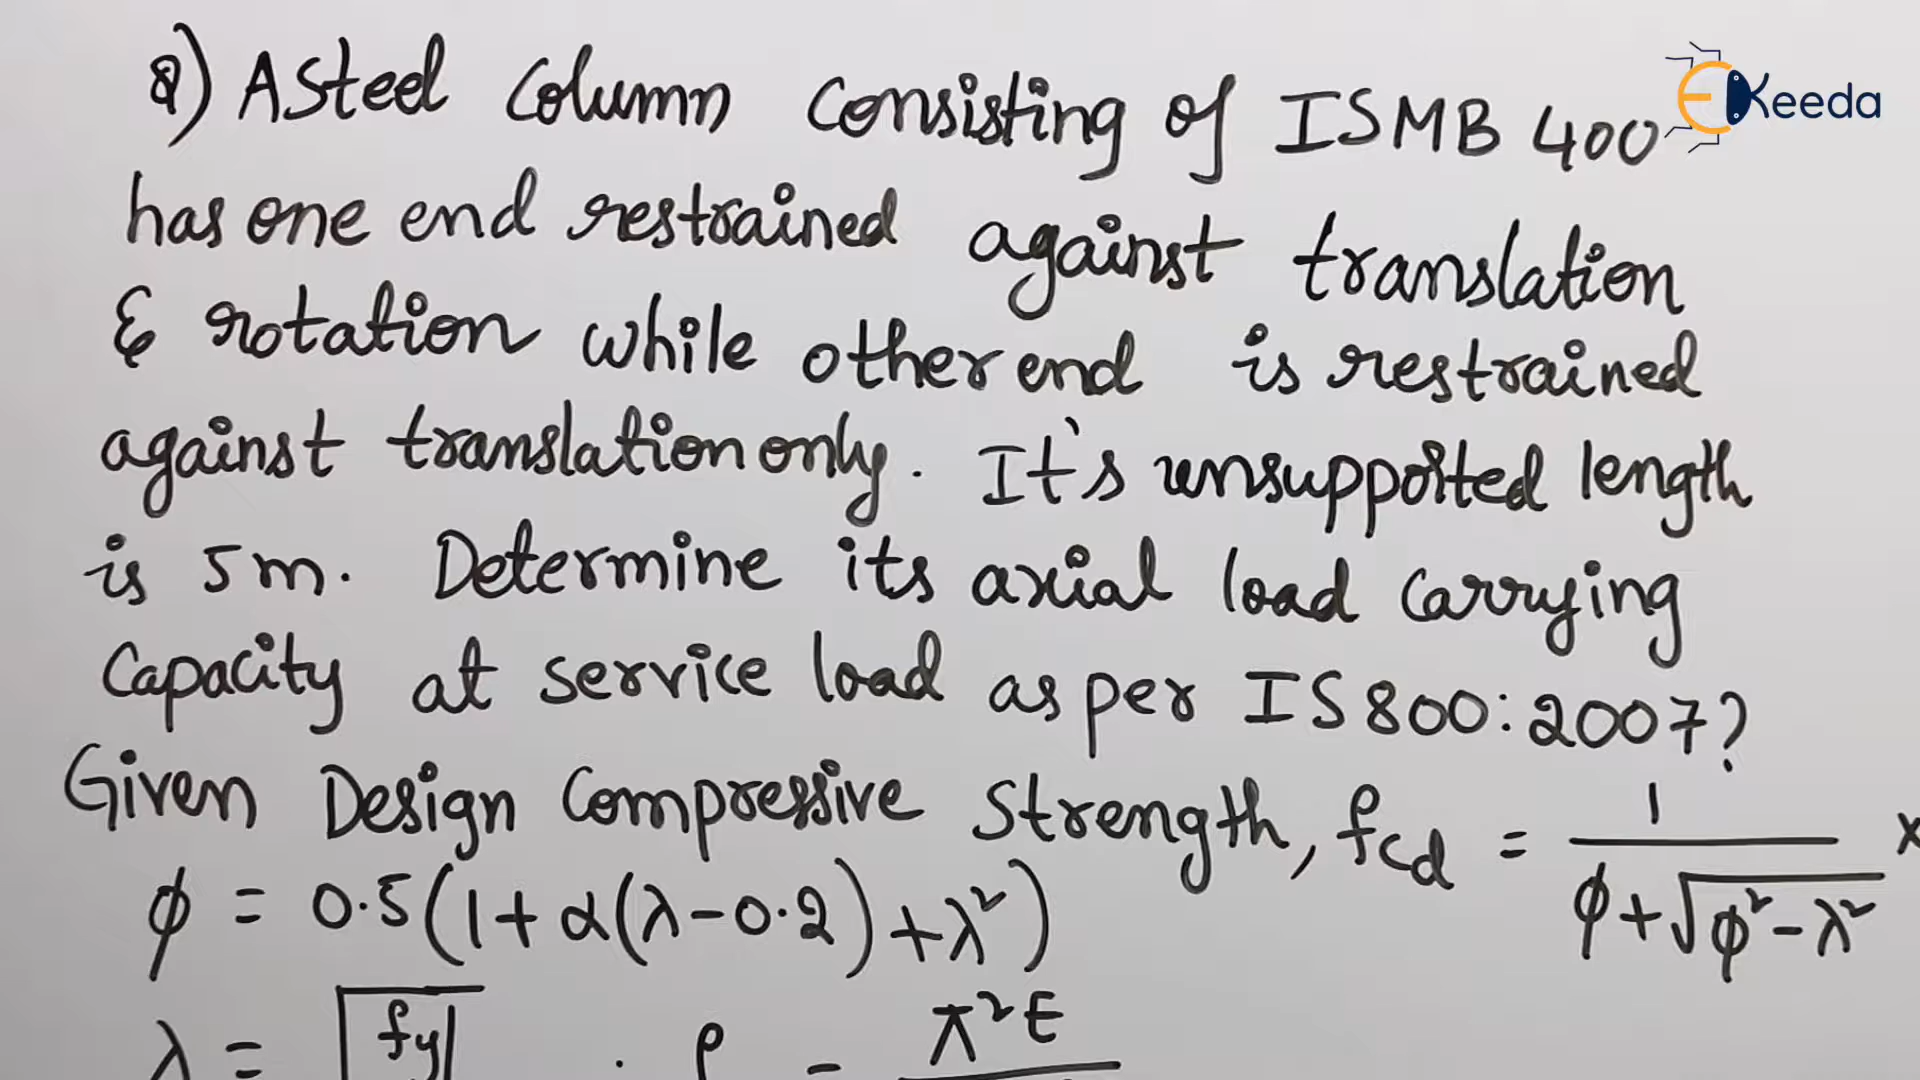 Q) A Steel Column consisting of ISMB 400
EKeeda
has one end restrained against translation
& rotation while other end is restrained
against translation only. It's unsupported length
is 5m. Determine its axial load carrying
Capacity at service load as per IS 800:2007?
Given Design Compressive Strength, fcd = 1 / (ϕ+√(ϕ²-λ²)) ×
ϕ = 0.5(1+α(λ-0.2)+λ²)
λ = √fy
π²E